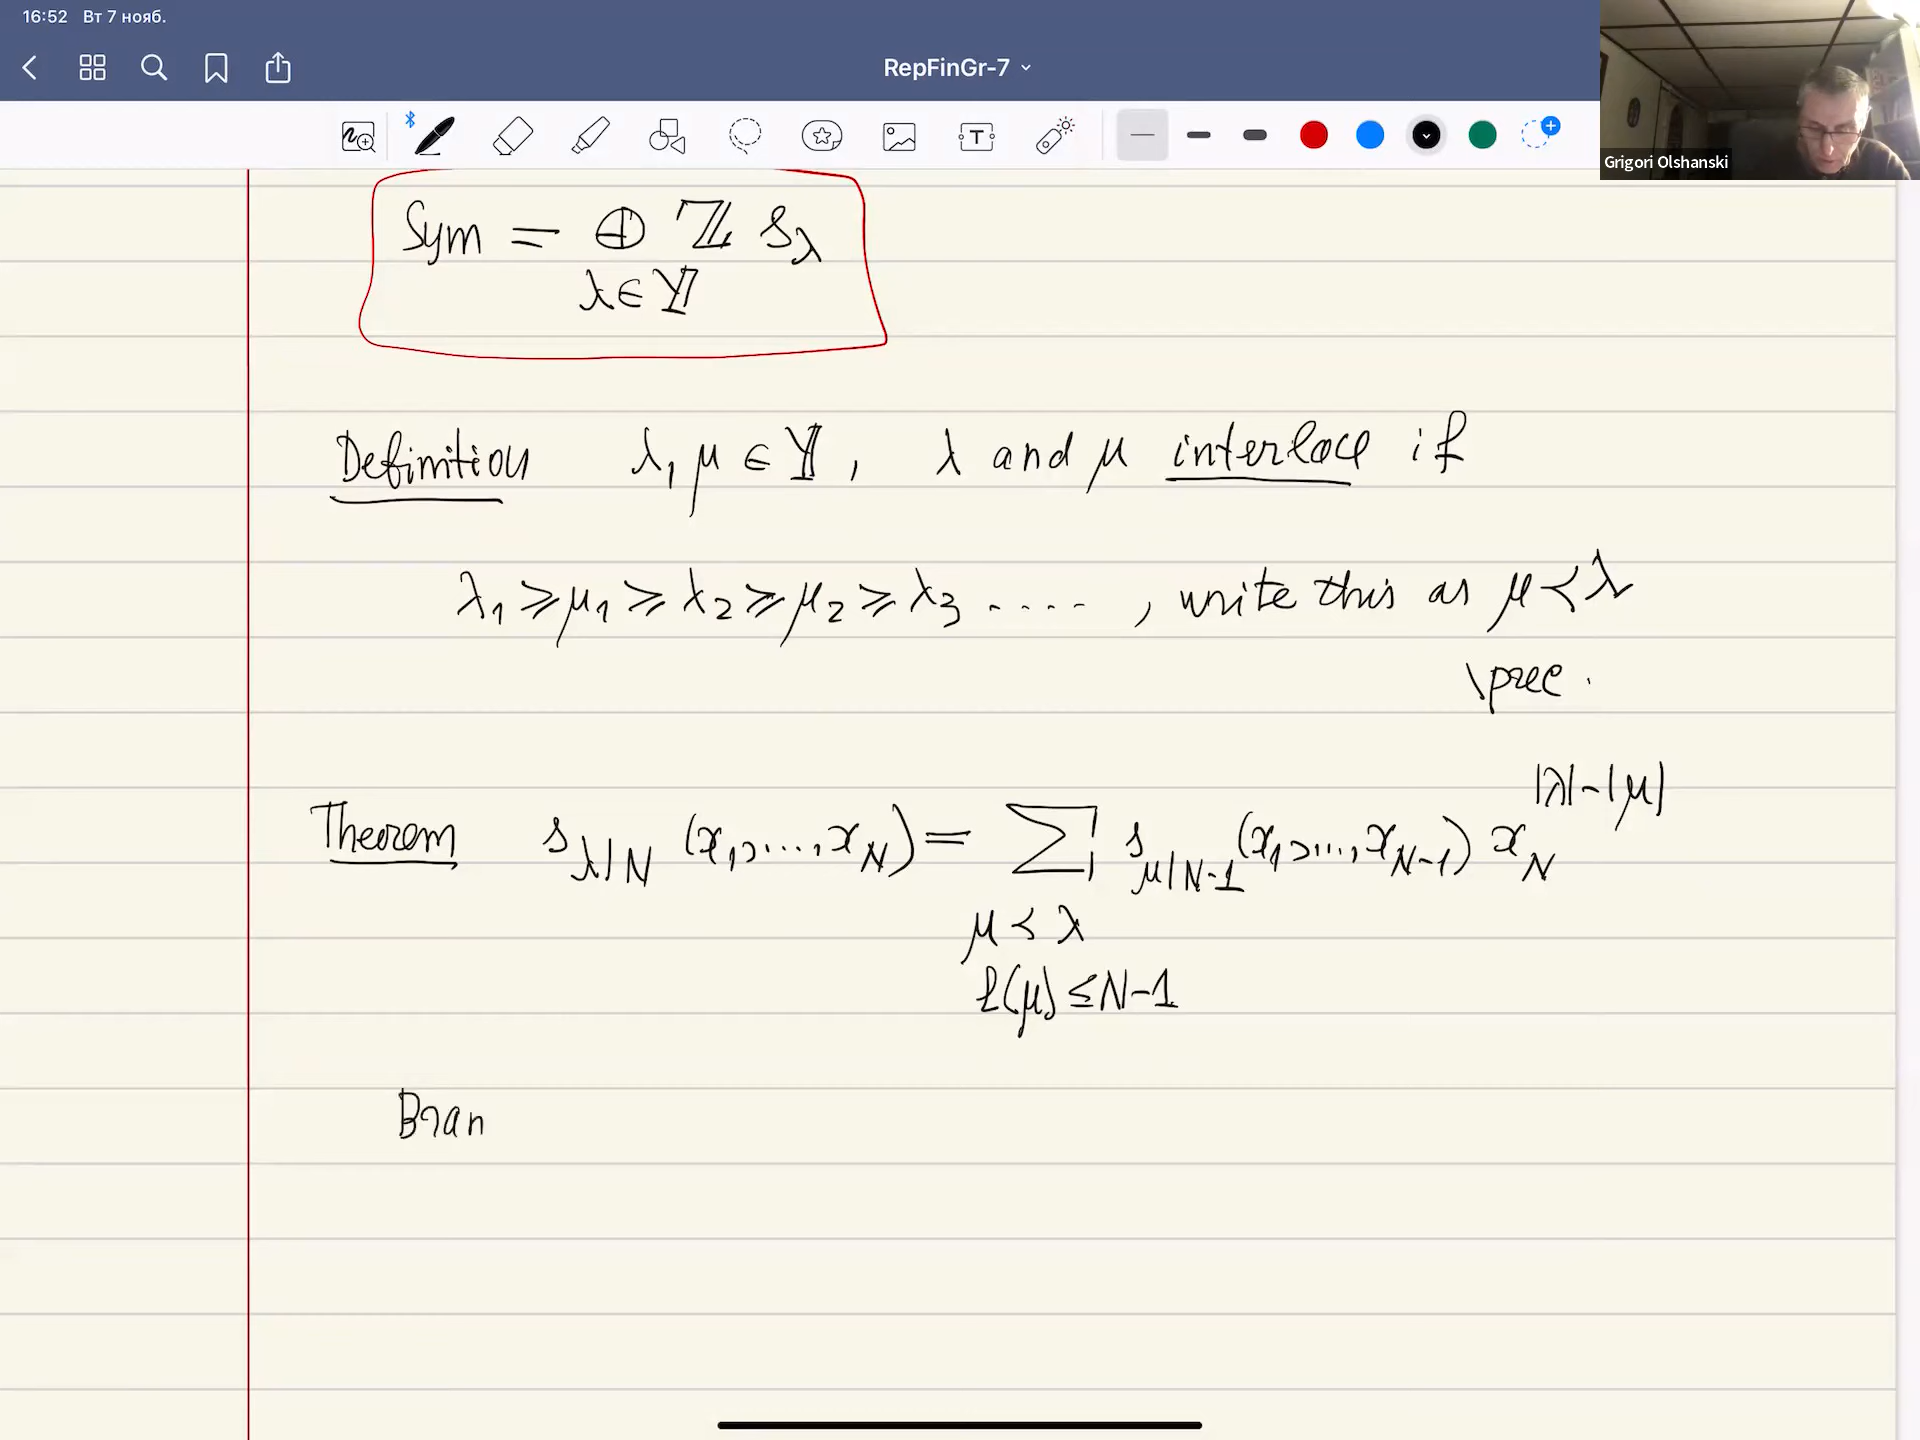 16:52 Вт 7 нояб.
RepFinGr-7
Grigori Olshanski
Sym = ⊕ ℤ s_λ
λ∈𝕐
Definition λ, μ ∈ 𝕐, λ and μ interlace if
λ₁ ⩾ μ₁ ⩾ λ₂ ⩾ μ₂ ⩾ λ₃ ...., write this as μ ≺ λ
\prec.
Theorem s_{λ|N} (x₁,...,x_N) = ∑ s_{μ|N-1} (x₁,...,x_{N-1}) x_N^{|λ|-|μ|}
μ ≺ λ
ℓ(μ) ≤ N-1
Bran